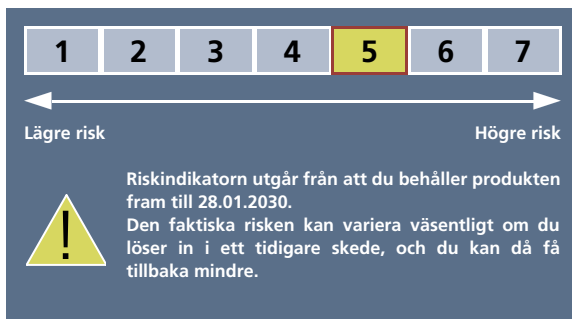 1 2 3 4 5 6 7
Lägre risk Högre risk
Riskindikatorn utgår från att du behåller produkten
fram till 28.01.2030.
Den faktiska risken kan variera väsentligt om du
löser in i ett tidigare skede, och du kan då få
tillbaka mindre.
!